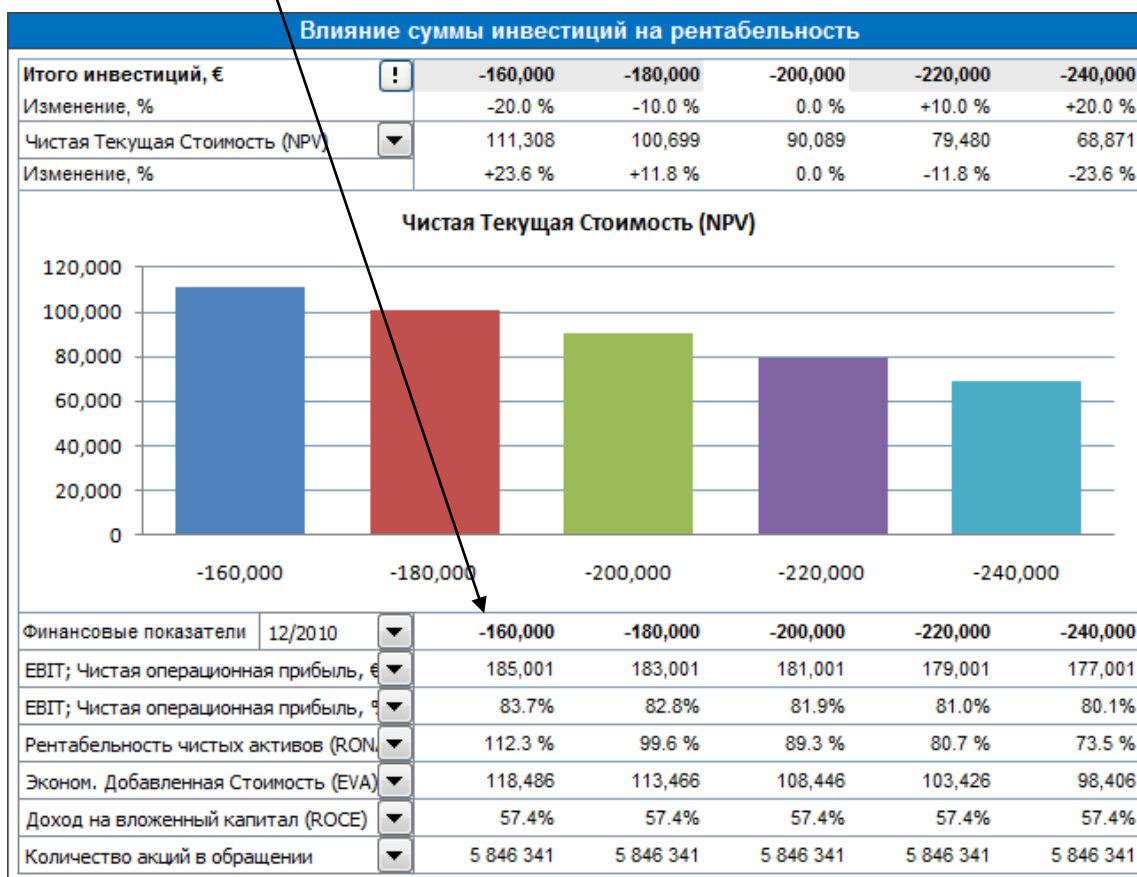 Влияние суммы инвестиций на рентабельность
Итого инвестиций, € ! -160,000 -180,000 -200,000 -220,000 -240,000
Изменение, % -20.0 % -10.0 % 0.0 % +10.0 % +20.0 %
Чистая Текущая Стоимость (NPV) 111,308 100,699 90,089 79,480 68,871
Изменение, % +23.6 % +11.8 % 0.0 % -11.8 % -23.6 %
Чистая Текущая Стоимость (NPV)
120,000
100,000
80,000
60,000
40,000
20,000
0
-160,000 -180,000 -200,000 -220,000 -240,000
Финансовые показатели 12/2010 -160,000 -180,000 -200,000 -220,000 -240,000
EBIT; Чистая операционная прибыль, € 185,001 183,001 181,001 179,001 177,001
EBIT; Чистая операционная прибыль, 83.7% 82.8% 81.9% 81.0% 80.1%
Рентабельность чистых активов (RON 112.3 % 99.6 % 89.3 % 80.7 % 73.5 %
Эконом. Добавленная Стоимость (EVA) 118,486 113,466 108,446 103,426 98,406
Доход на вложенный капитал (ROCE) 57.4% 57.4% 57.4% 57.4% 57.4%
Количество акций в обращении 5 846 341 5 846 341 5 846 341 5 846 341 5 846 341